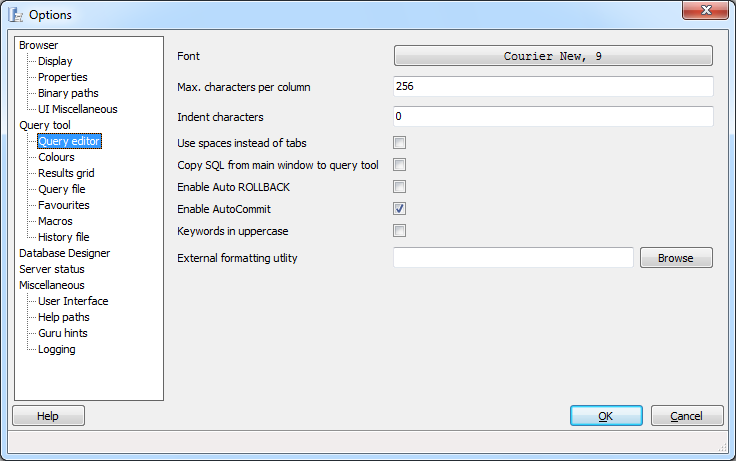 Options
Browser
Display
Properties
Binary paths
UI Miscellaneous
Query tool
Query editor
Colours
Results grid
Query file
Favourites
Macros
History file
Database Designer
Server status
Miscellaneous
User Interface
Help paths
Guru hints
Logging
Font
Courier New, 9
Max. characters per column
256
Indent characters
0
Use spaces instead of tabs
Copy SQL from main window to query tool
Enable Auto ROLLBACK
Enable AutoCommit
Keywords in uppercase
External formatting utlity
Browse
Help
OK
Cancel